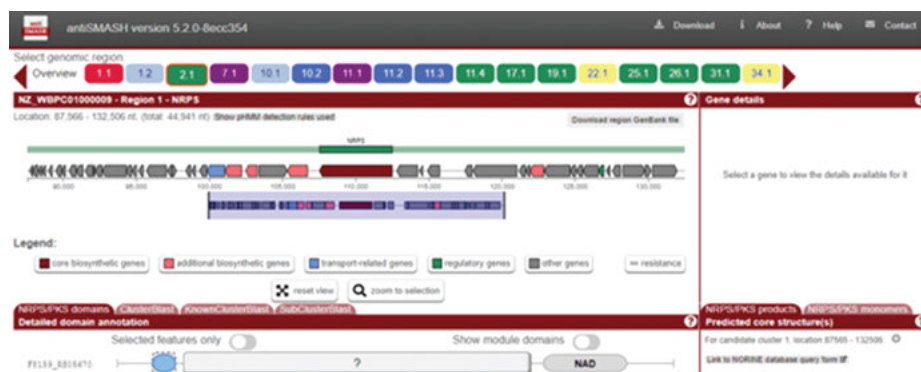 anti SMASH
antiSMASH version 5.2.0-8ecc354
Download
About
Help
Contact
Select genomic region:
Overview 1.1 1.2 2.1 7.1 10.1 10.2 11.1 11.2 11.3 11.4 17.1 19.1 22.1 25.1 26.1 31.1 34.1
NZ_WBPC01000009 - Region 1 - NRPS
Gene details
Location: 87,566 - 132,506 nt. (total: 44,941 nt) Show pHMM detection rules used
Download region GenBank file
NRPS
Select a gene to view the details available for it
90,000 95,000 100,000 105,000 110,000 115,000 120,000 125,000 130,000
Legend:
core biosynthetic genes
additional biosynthetic genes
transport-related genes
regulatory genes
other genes
resistance
reset view
zoom to selection
NRPS/PKS domains ClusterBlast KnownClusterBlast SubClusterBlast
NRPS/PKS products NRPS/PKS monomers
Detailed domain annotation
Predicted core structure(s)
Selected features only
Show module domains
For candidate cluster 1, location 87565 - 132506
? NAD
Link to NORINE database query form